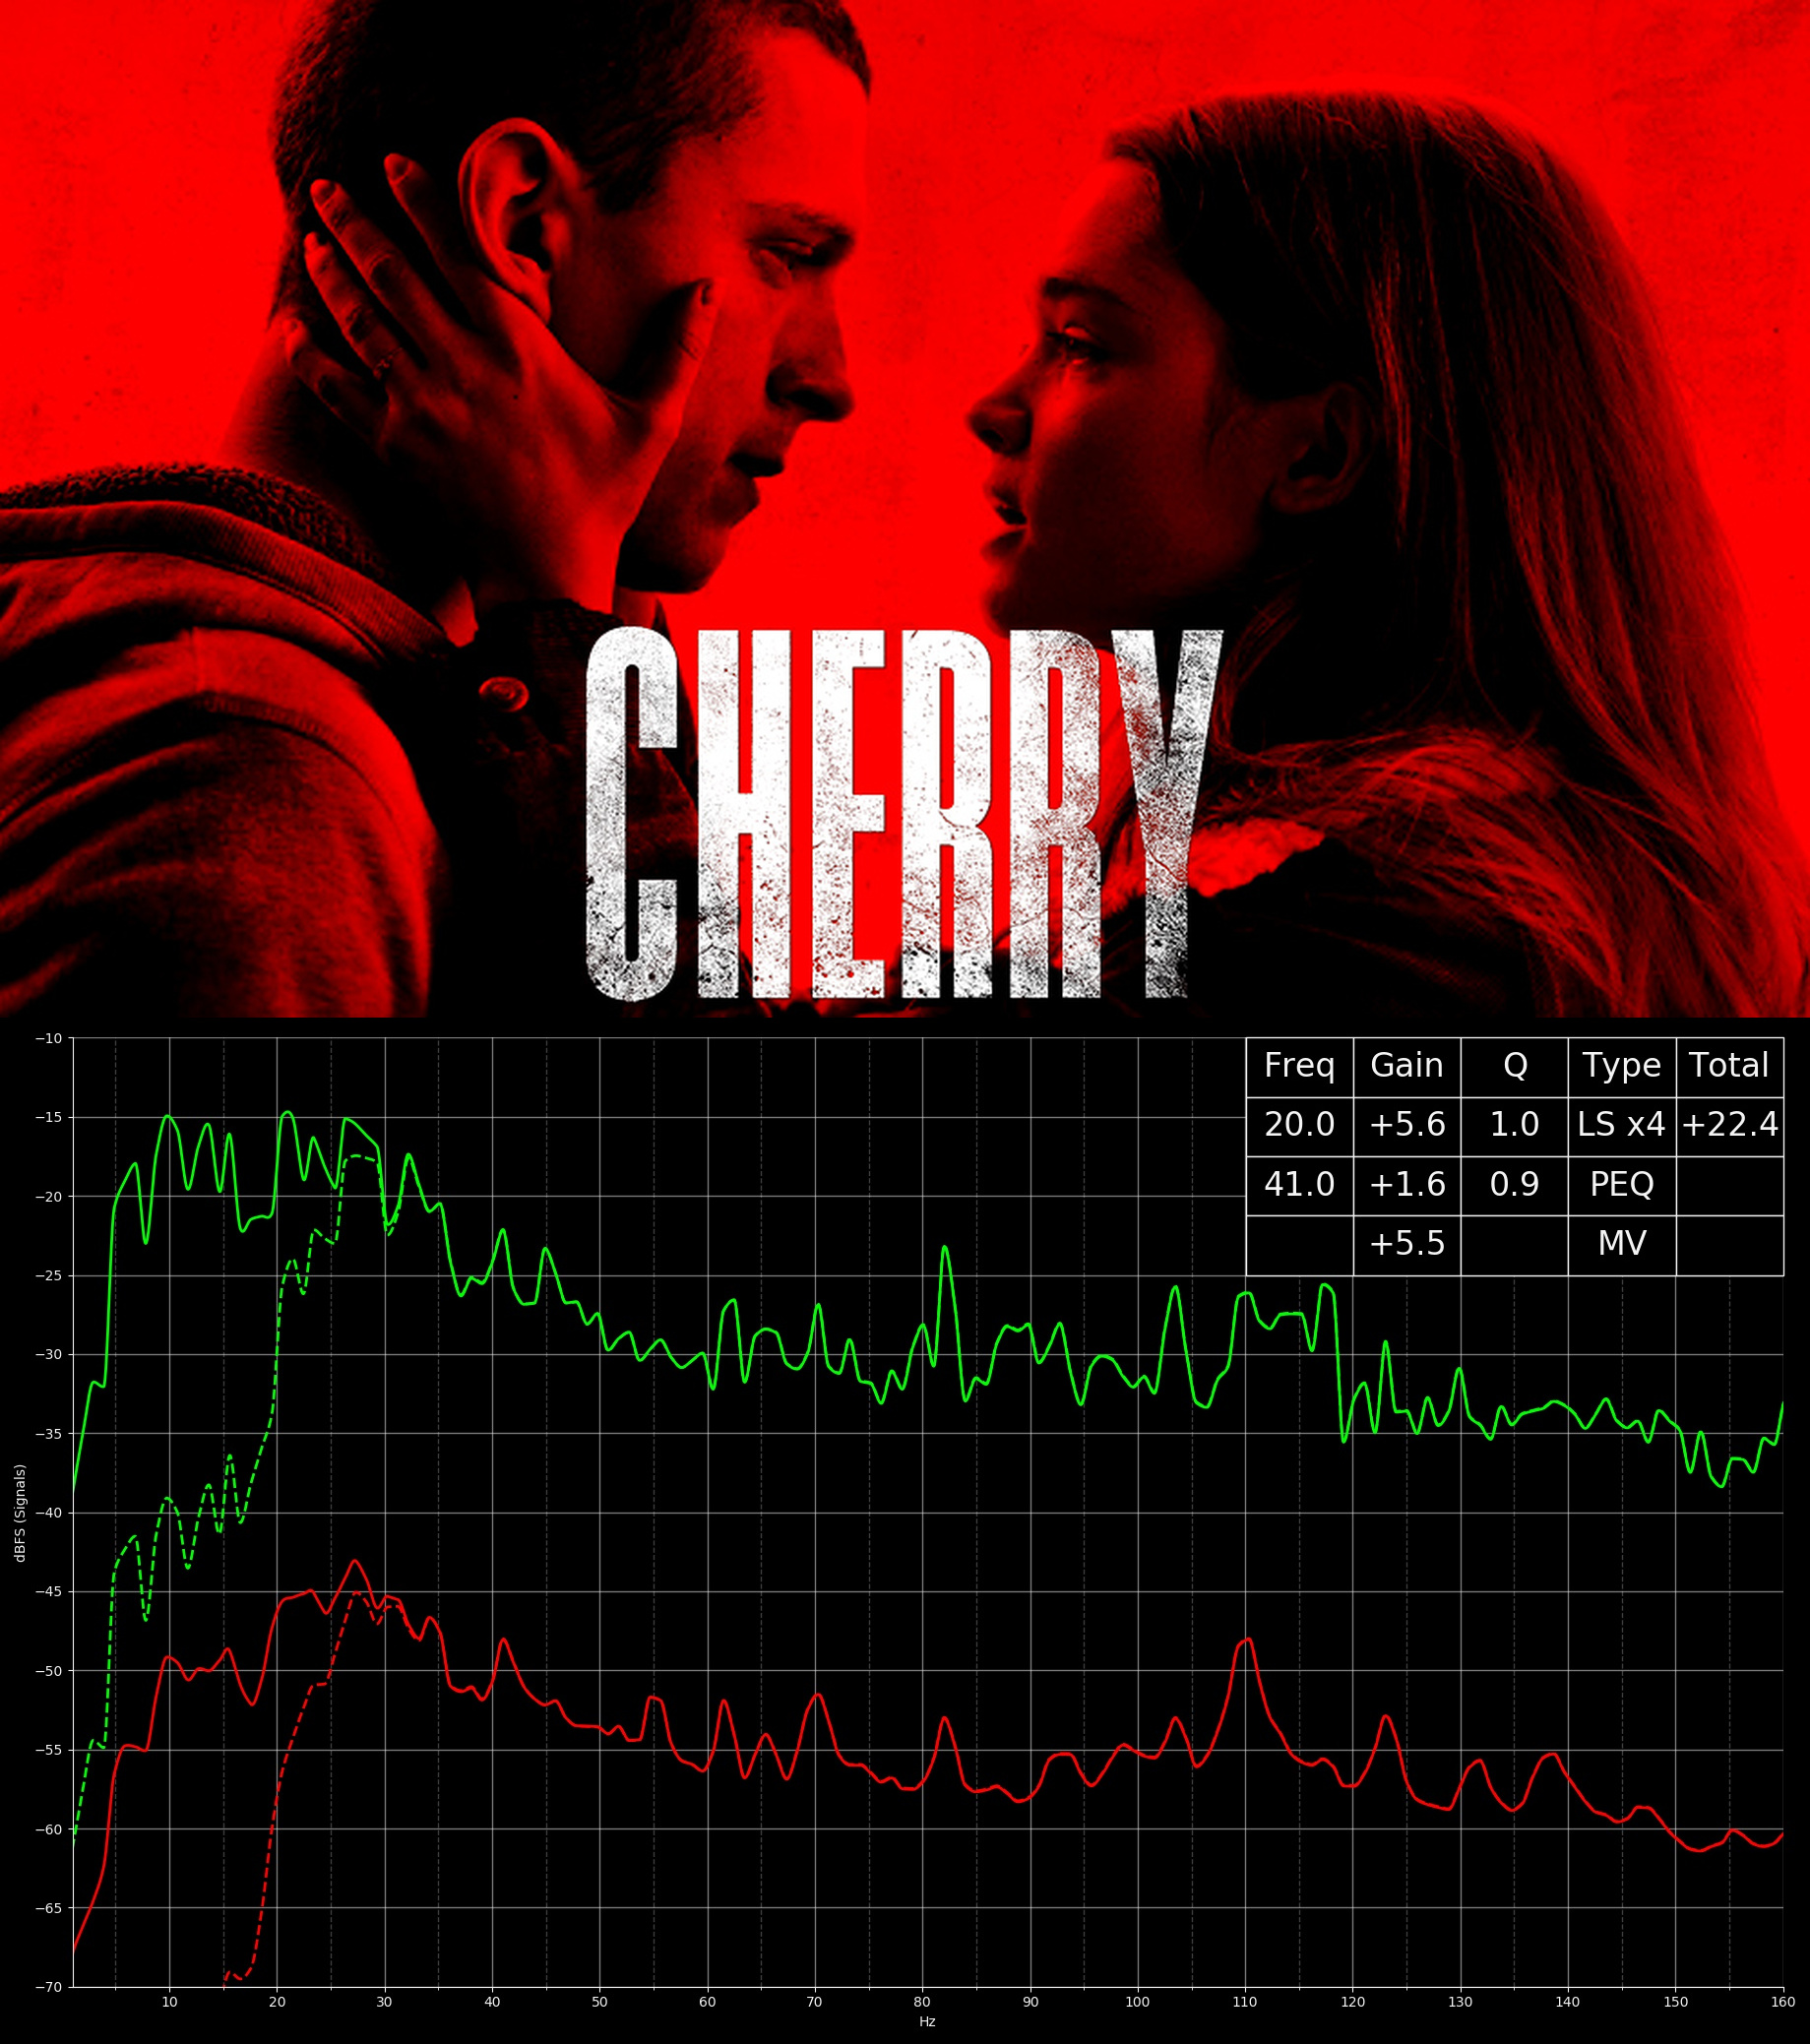 CHERRY
Freq Gain Q Type Total
20.0 +5.6 1.0 LS x4 +22.4
41.0 +1.6 0.9 PEQ
+5.5 MV
−10
−15
−20
−25
−30
−35
−40
−45
−50
−55
−60
−65
−70
dBFS (Signals)
10 20 30 40 50 60 70 80 90 100 110 120 130 140 150 160
Hz